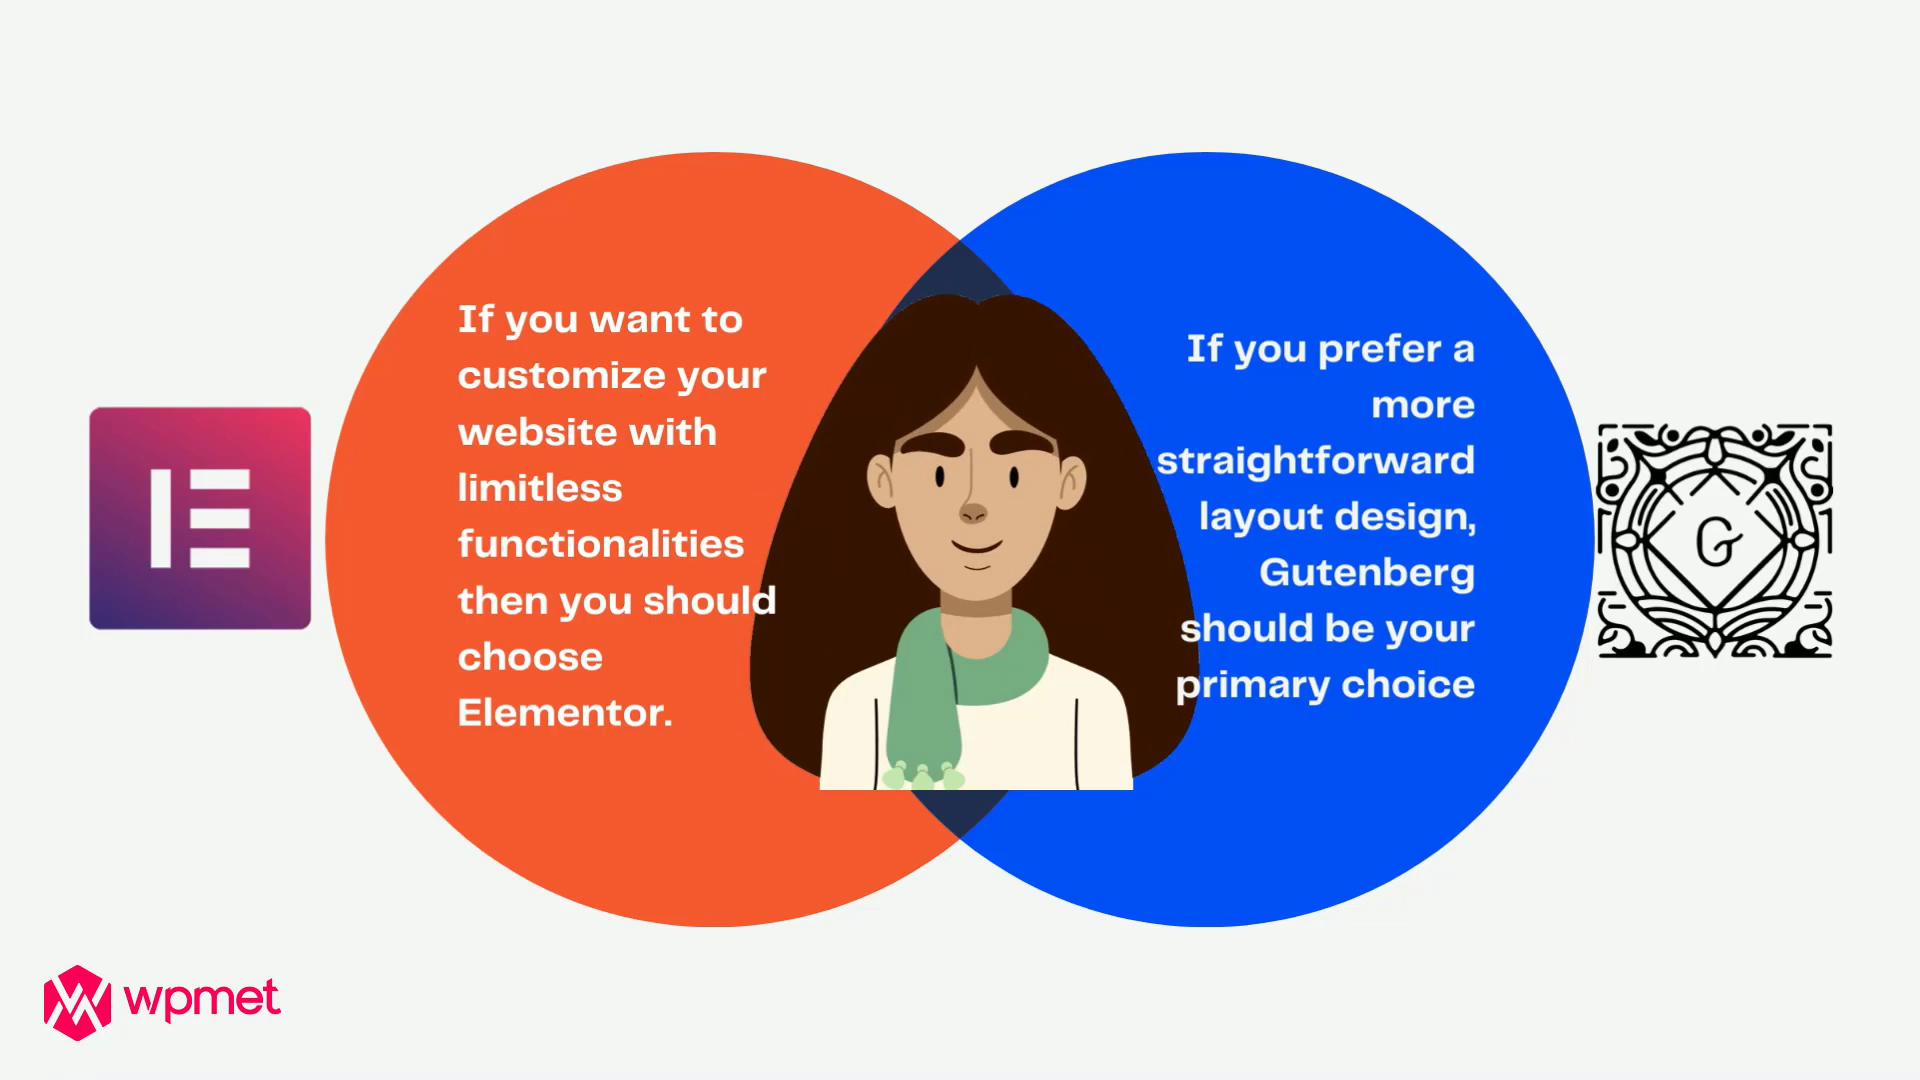 If you want to
customize your
website with
limitless
functionalities
then you should
choose
Elementor.
If you prefer a
more
straightforward
layout design,
Gutenberg
should be your
primary choice
G
wpmet